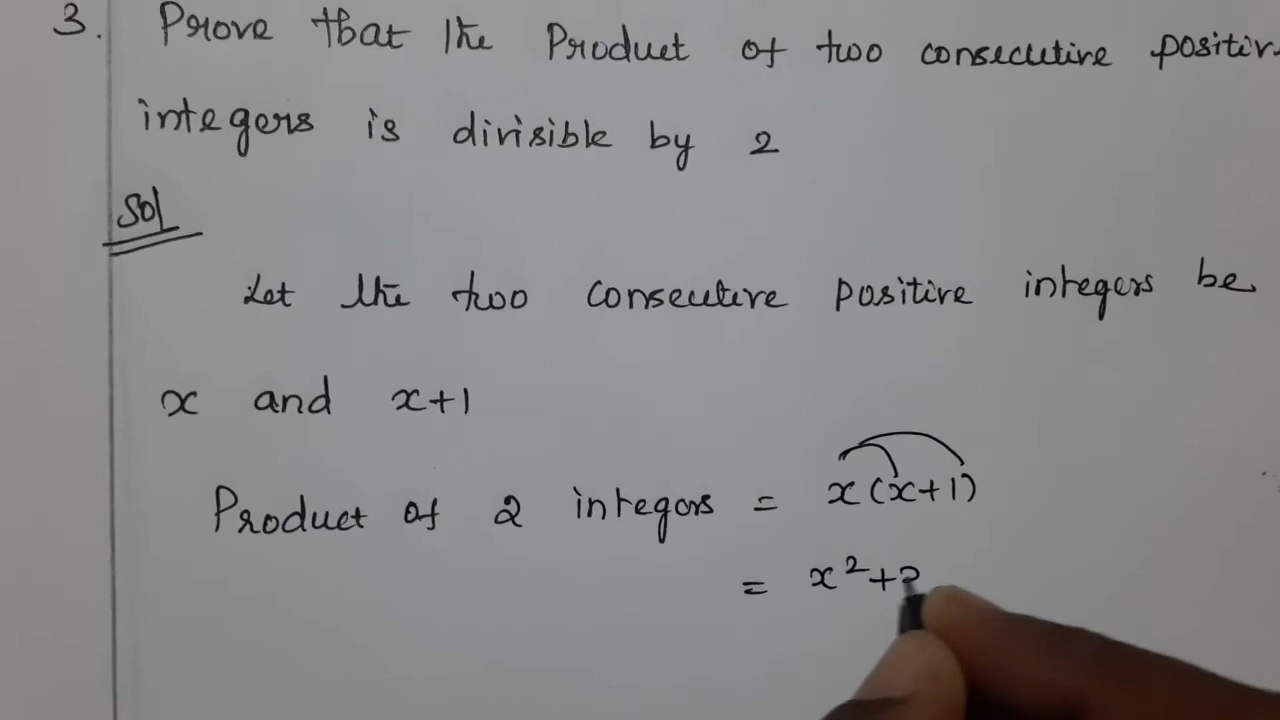 3. Prove that the Product of two consecutive positiv
integers is divisible by 2
Sol
Let the two consecutive positive integers be
x and x+1
Product of 2 integers = x(x+1)
= x²+